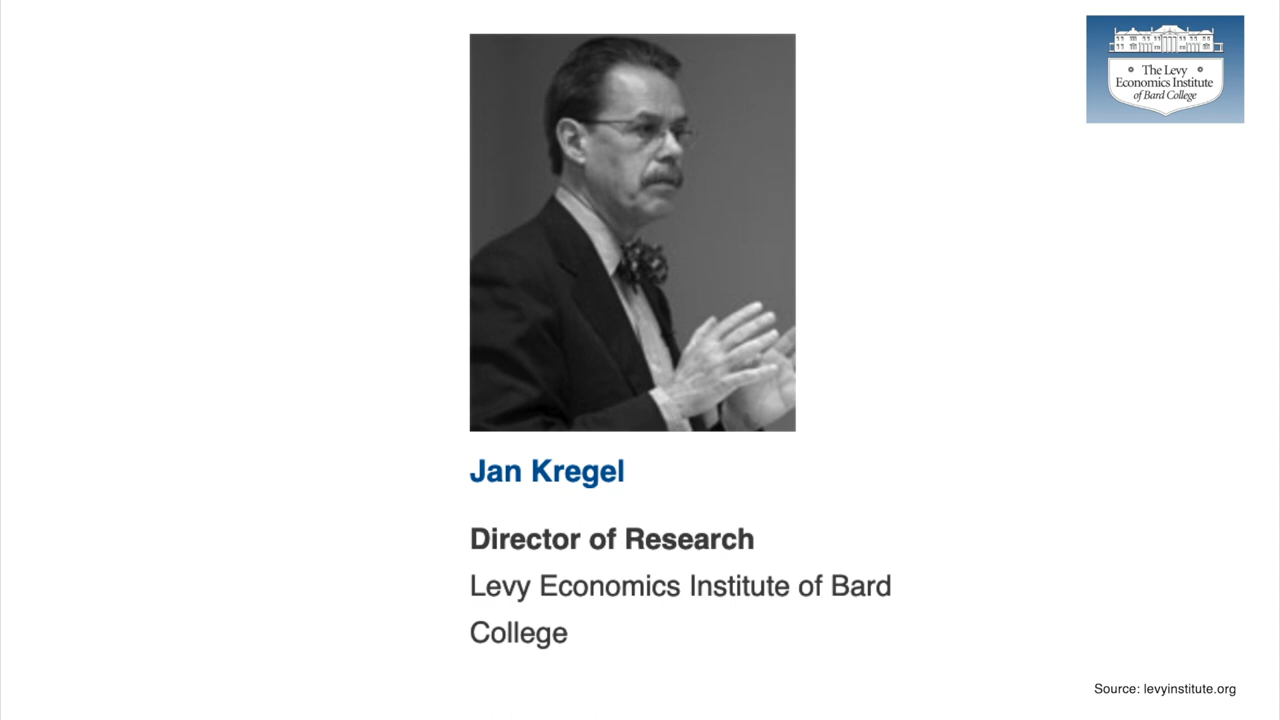 The Levy
Economics Institute
of Bard College
Jan Kregel
Director of Research
Levy Economics Institute of Bard
College
Source: levyinstitute.org